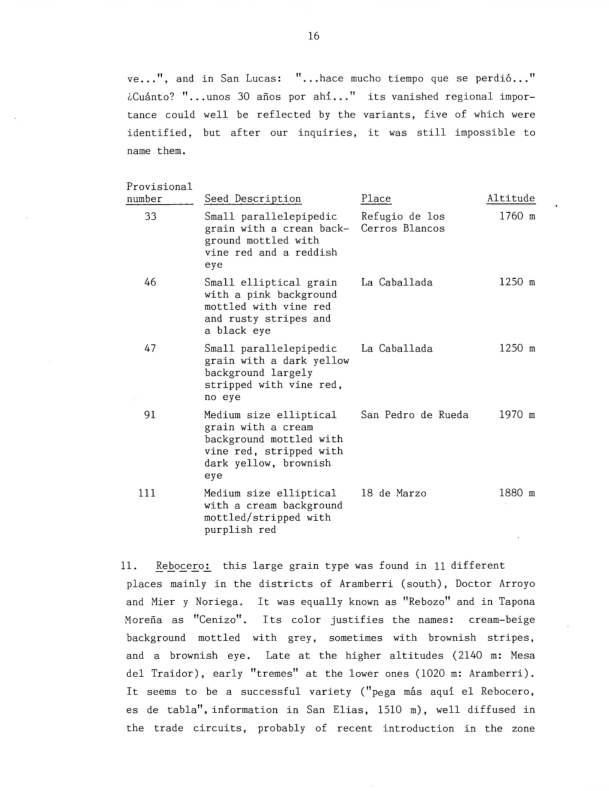 16
ve...", and in San Lucas: "...hace mucho tiempo que se perdió..."
¿Cuánto? "...unos 30 años por ahí..." its vanished regional impor-
tance could well be reflected by the variants, five of which were
identified, but after our inquiries, it was still impossible to
name them.
Provisional
number Seed Description Place Altitude
33 Small parallelepipedic Refugio de los 1760 m
grain with a crean back- Cerros Blancos
ground mottled with
vine red and a reddish
eye
46 Small elliptical grain La Caballada 1250 m
with a pink background
mottled with vine red
and rusty stripes and
a black eye
47 Small parallelepipedic La Caballada 1250 m
grain with a dark yellow
background largely
stripped with vine red,
no eye
91 Medium size elliptical San Pedro de Rueda 1970 m
grain with a cream
background mottled with
vine red, stripped with
dark yellow, brownish
eye
111 Medium size elliptical 18 de Marzo 1880 m
with a cream background
mottled/stripped with
purplish red
11. Rebocero: this large grain type was found in 11 different
places mainly in the districts of Aramberri (south), Doctor Arroyo
and Mier y Noriega. It was equally known as "Rebozo" and in Tapona
Moreña as "Cenizo". Its color justifies the names: cream-beige
background mottled with grey, sometimes with brownish stripes,
and a brownish eye. Late at the higher altitudes (2140 m: Mesa
del Traidor), early "tremes" at the lower ones (1020 m: Aramberri).
It seems to be a successful variety ("pega más aquí el Rebocero,
es de tabla", information in San Elias, 1510 m), well diffused in
the trade circuits, probably of recent introduction in the zone